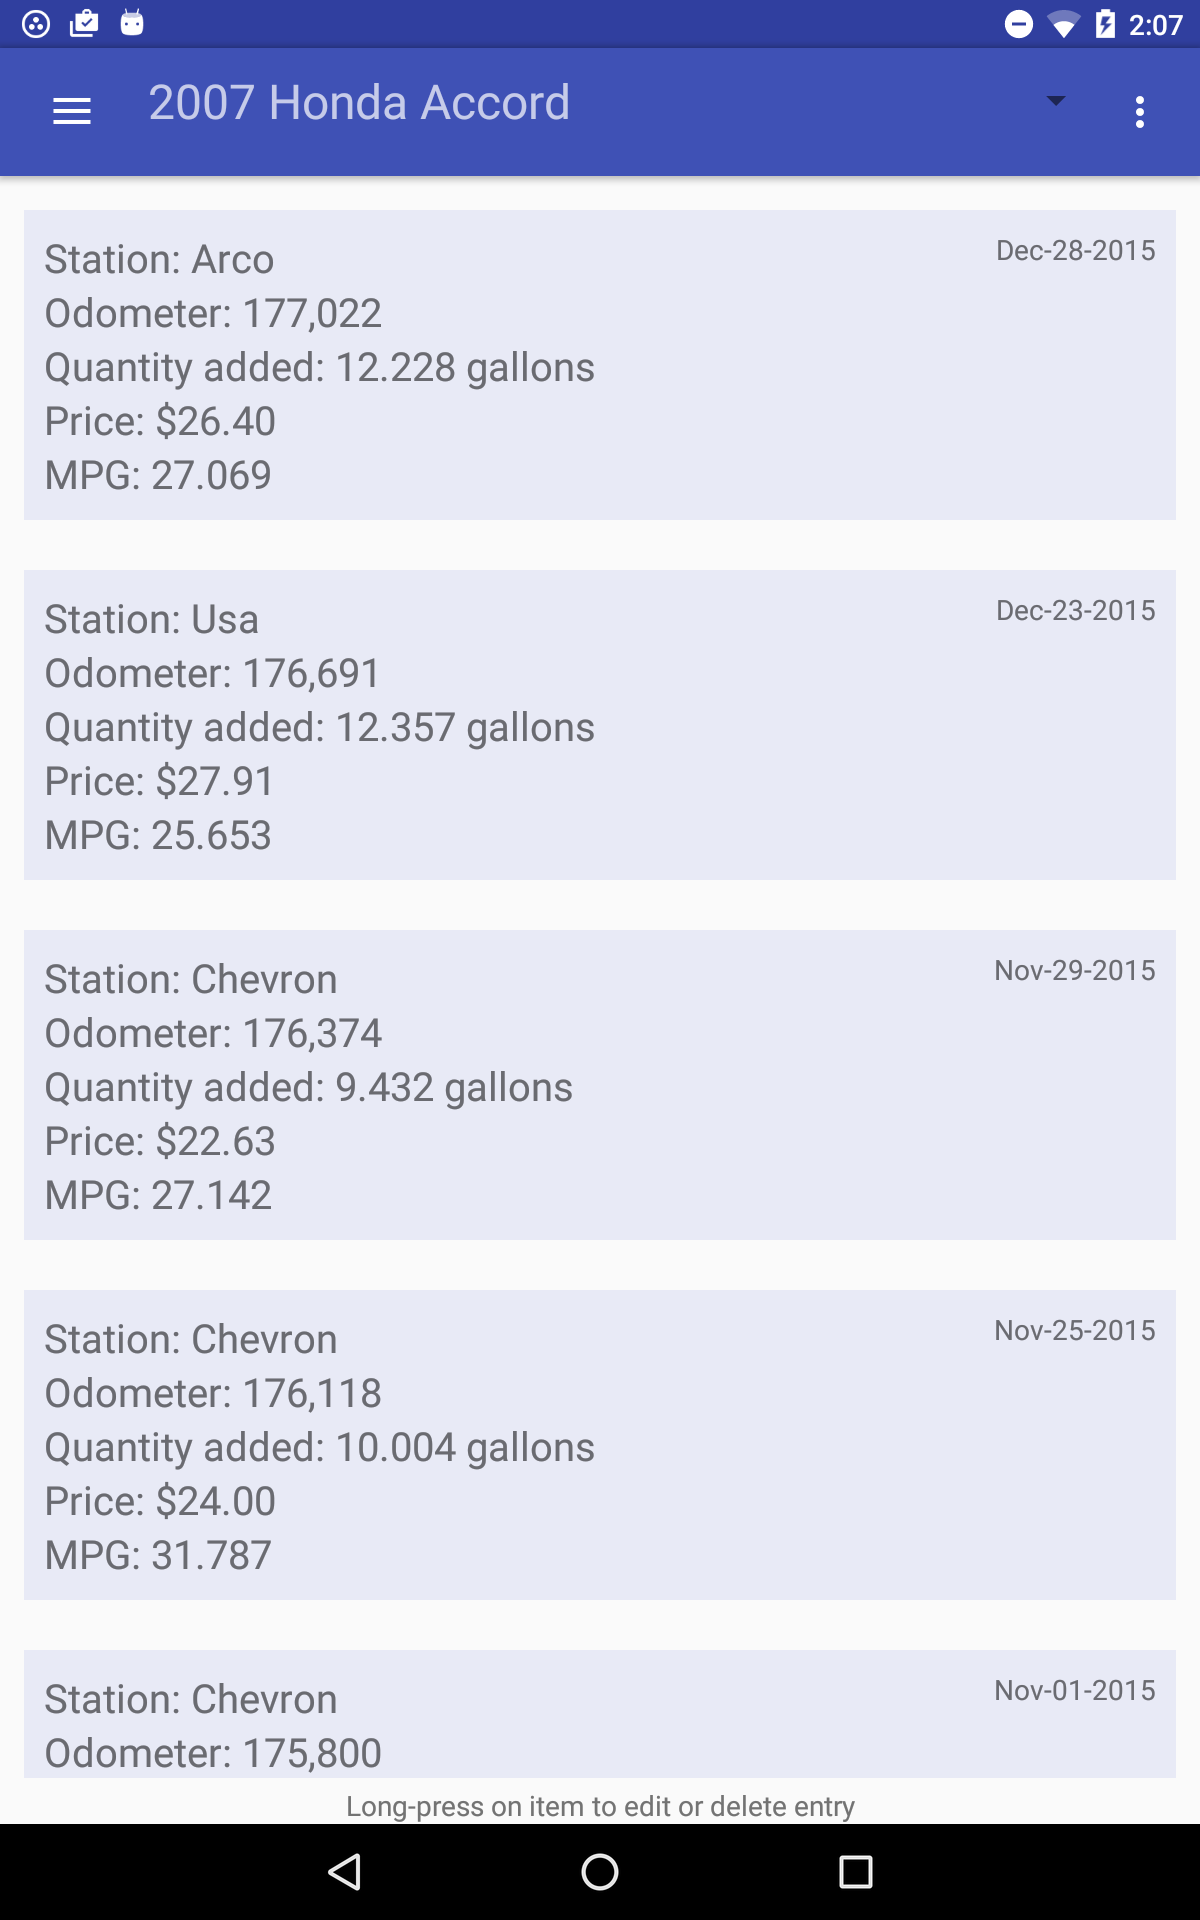 2:07
2007 Honda Accord
Station: Arco
Dec-28-2015
Odometer: 177,022
Quantity added: 12.228 gallons
Price: $26.40
MPG: 27.069
Station: Usa
Dec-23-2015
Odometer: 176,691
Quantity added: 12.357 gallons
Price: $27.91
MPG: 25.653
Station: Chevron
Nov-29-2015
Odometer: 176,374
Quantity added: 9.432 gallons
Price: $22.63
MPG: 27.142
Station: Chevron
Nov-25-2015
Odometer: 176,118
Quantity added: 10.004 gallons
Price: $24.00
MPG: 31.787
Station: Chevron
Nov-01-2015
Odometer: 175,800
Long-press on item to edit or delete entry